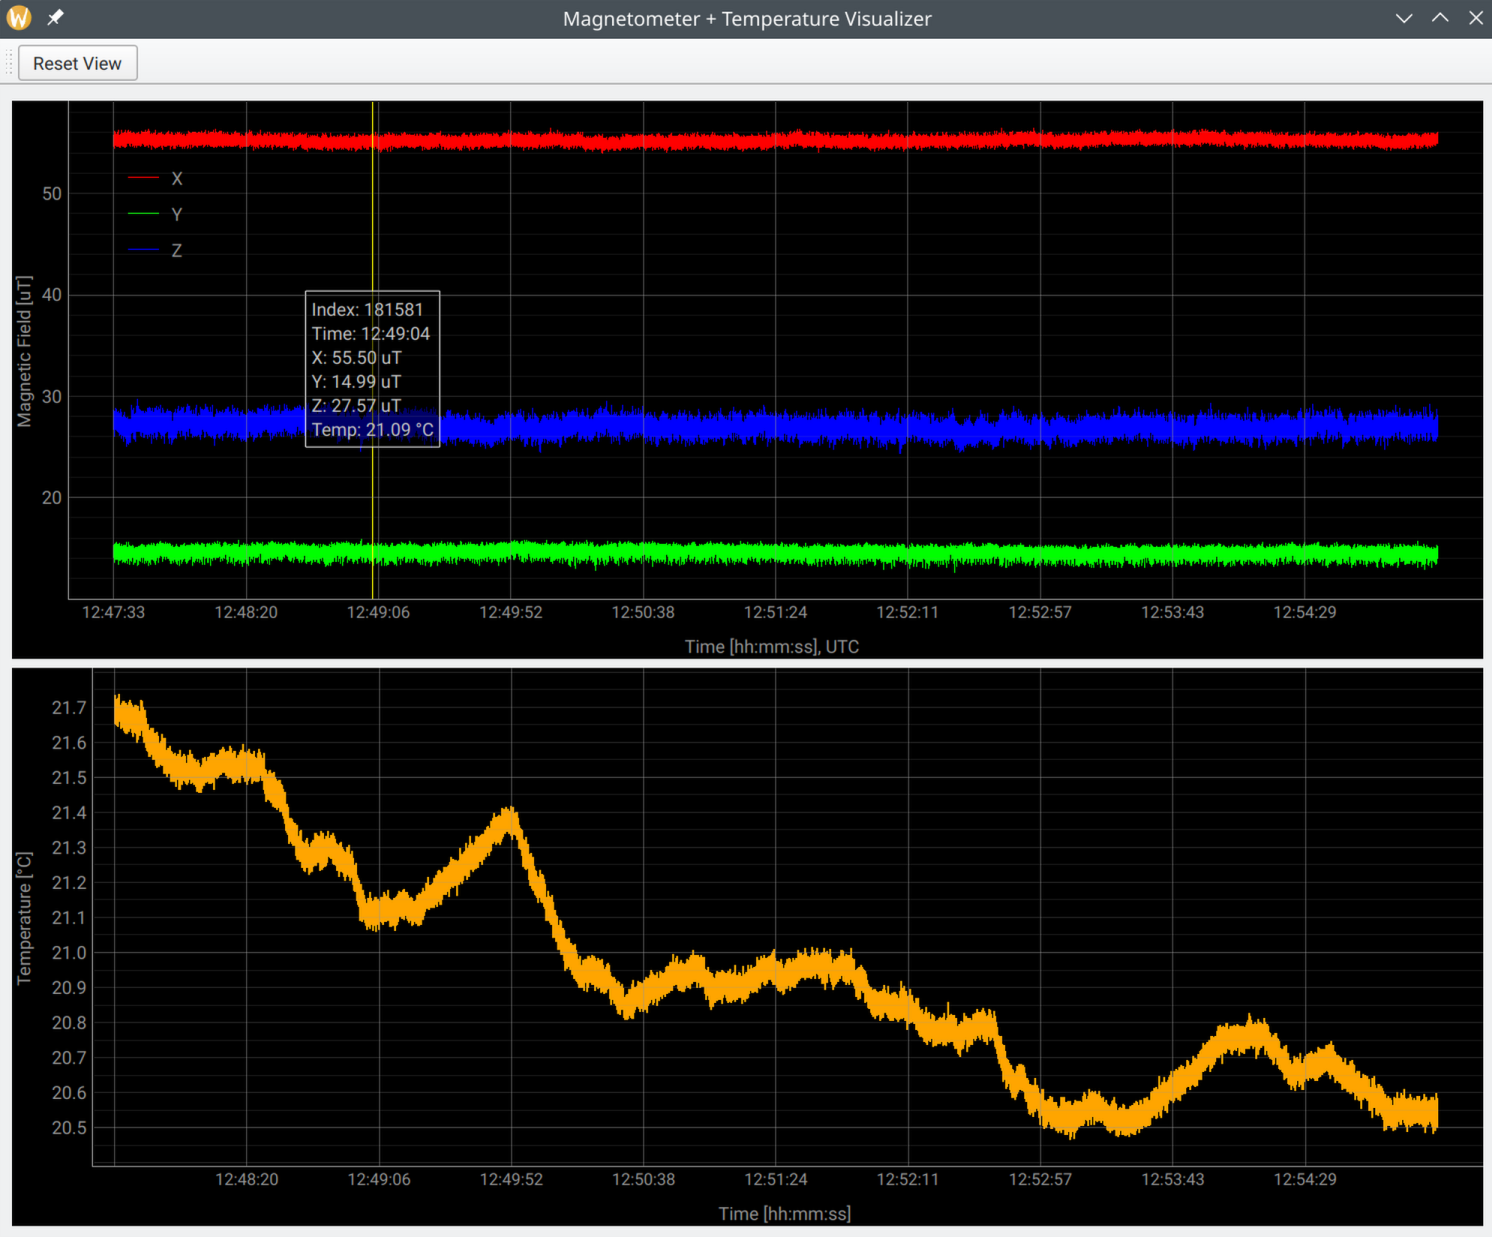 Magnetometer + Temperature Visualizer
Reset View
X
Y
Z
Index: 181581
Time: 12:49:04
X: 55.50 uT
Y: 14.99 uT
Z: 27.57 uT
Temp: 21.09 °C
Magnetic Field [uT]
50
40
30
20
12:47:33 12:48:20 12:49:06 12:49:52 12:50:38 12:51:24 12:52:11 12:52:57 12:53:43 12:54:29
Time [hh:mm:ss], UTC
Temperature [°C]
21.7
21.6
21.5
21.4
21.3
21.2
21.1
21.0
20.9
20.8
20.7
20.6
20.5
12:48:20 12:49:06 12:49:52 12:50:38 12:51:24 12:52:11 12:52:57 12:53:43 12:54:29
Time [hh:mm:ss]